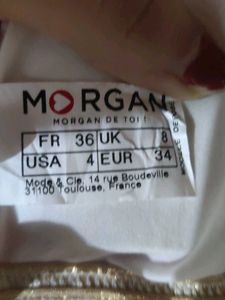 MORGAN
MORGAN DE TOI !
FR 36 UK 8
USA 4 EUR 34
Mode & Cie, 14 rue Boudeville
31100 Toulouse, France